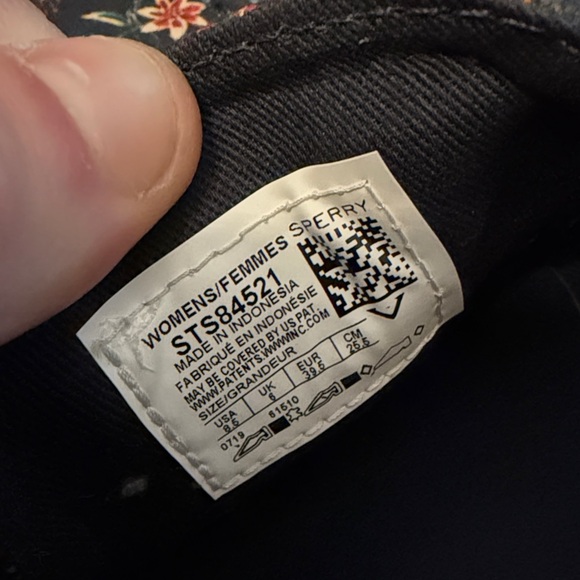 WOMENS/FEMMES SPERRY
STS84521
MADE IN INDONESIA
FABRIQUÉ EN INDONÉSIE
MAY BE COVERED BY US PAT.
WWW.PATENTS.WWWINC.COM
SIZE/GRANDEUR
USA UK EUR CM
8.5 6 39.5 25.5
0719 81510